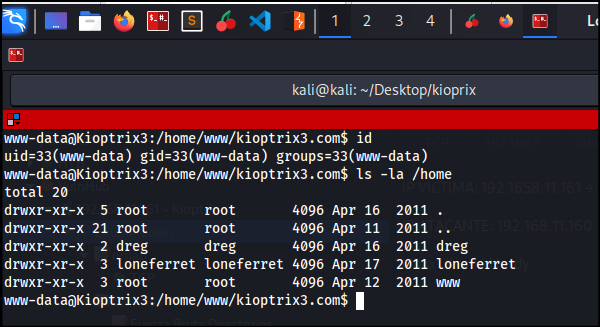 1 2 3 4
kali@kali: ~/Desktop/kioprix
www-data@Kioptrix3:/home/www/kioptrix3.com$ id
uid=33(www-data) gid=33(www-data) groups=33(www-data)
www-data@Kioptrix3:/home/www/kioptrix3.com$ ls -la /home
total 20
drwxr-xr-x  5 root       root       4096 Apr 16  2011 .
drwxr-xr-x 21 root       root       4096 Apr 11  2011 ..
drwxr-xr-x  2 dreg       dreg       4096 Apr 16  2011 dreg
drwxr-xr-x  3 loneferret loneferret 4096 Apr 17  2011 loneferret
drwxr-xr-x  3 root       root       4096 Apr 12  2011 www
www-data@Kioptrix3:/home/www/kioptrix3.com$